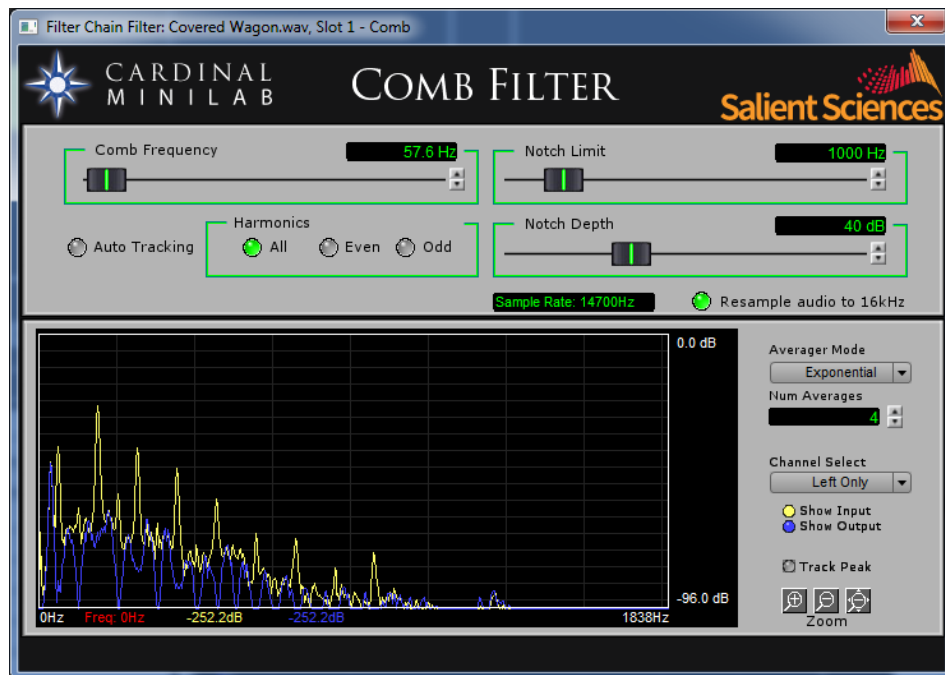 Filter Chain Filter: Covered Wagon.wav, Slot 1 - Comb
x
CARDINAL
MINILAB
COMB FILTER
Salient Sciences
Comb Frequency
57.6 Hz
Notch Limit
1000 Hz
Auto Tracking
Harmonics
All
Even
Odd
Notch Depth
40 dB
Sample Rate: 14700Hz
Resample audio to 16kHz
0.0 dB
-96.0 dB
0Hz
Freq: 0Hz
-252.2dB
-252.2dB
1838Hz
Averager Mode
Exponential
Num Averages
4
Channel Select
Left Only
Show Input
Show Output
Track Peak
Zoom